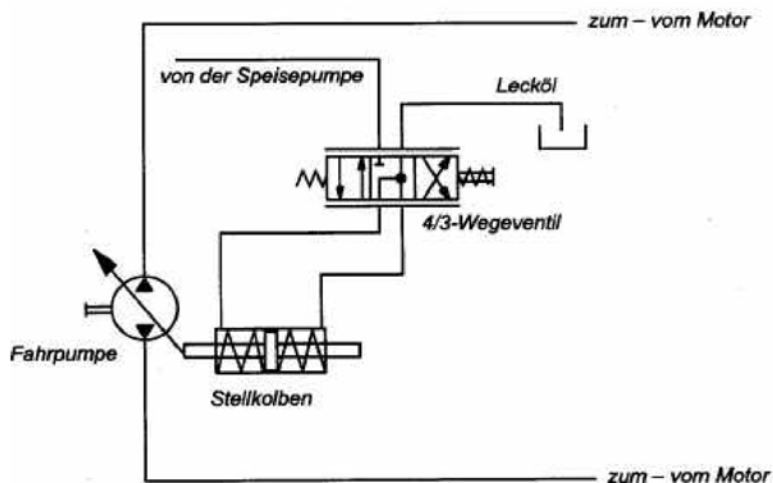 zum – vom Motor
von der Speisepumpe
Lecköl
4/3-Wegeventil
Fahrpumpe
Stellkolben
zum – vom Motor